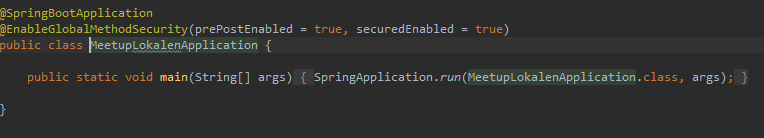 @SpringBootApplication
@EnableGlobalMethodSecurity(prePostEnabled = true, securedEnabled = true)
public class MeetupLokalenApplication {
public static void main(String[] args) { SpringApplication.run(MeetupLokalenApplication.class, args); }
}